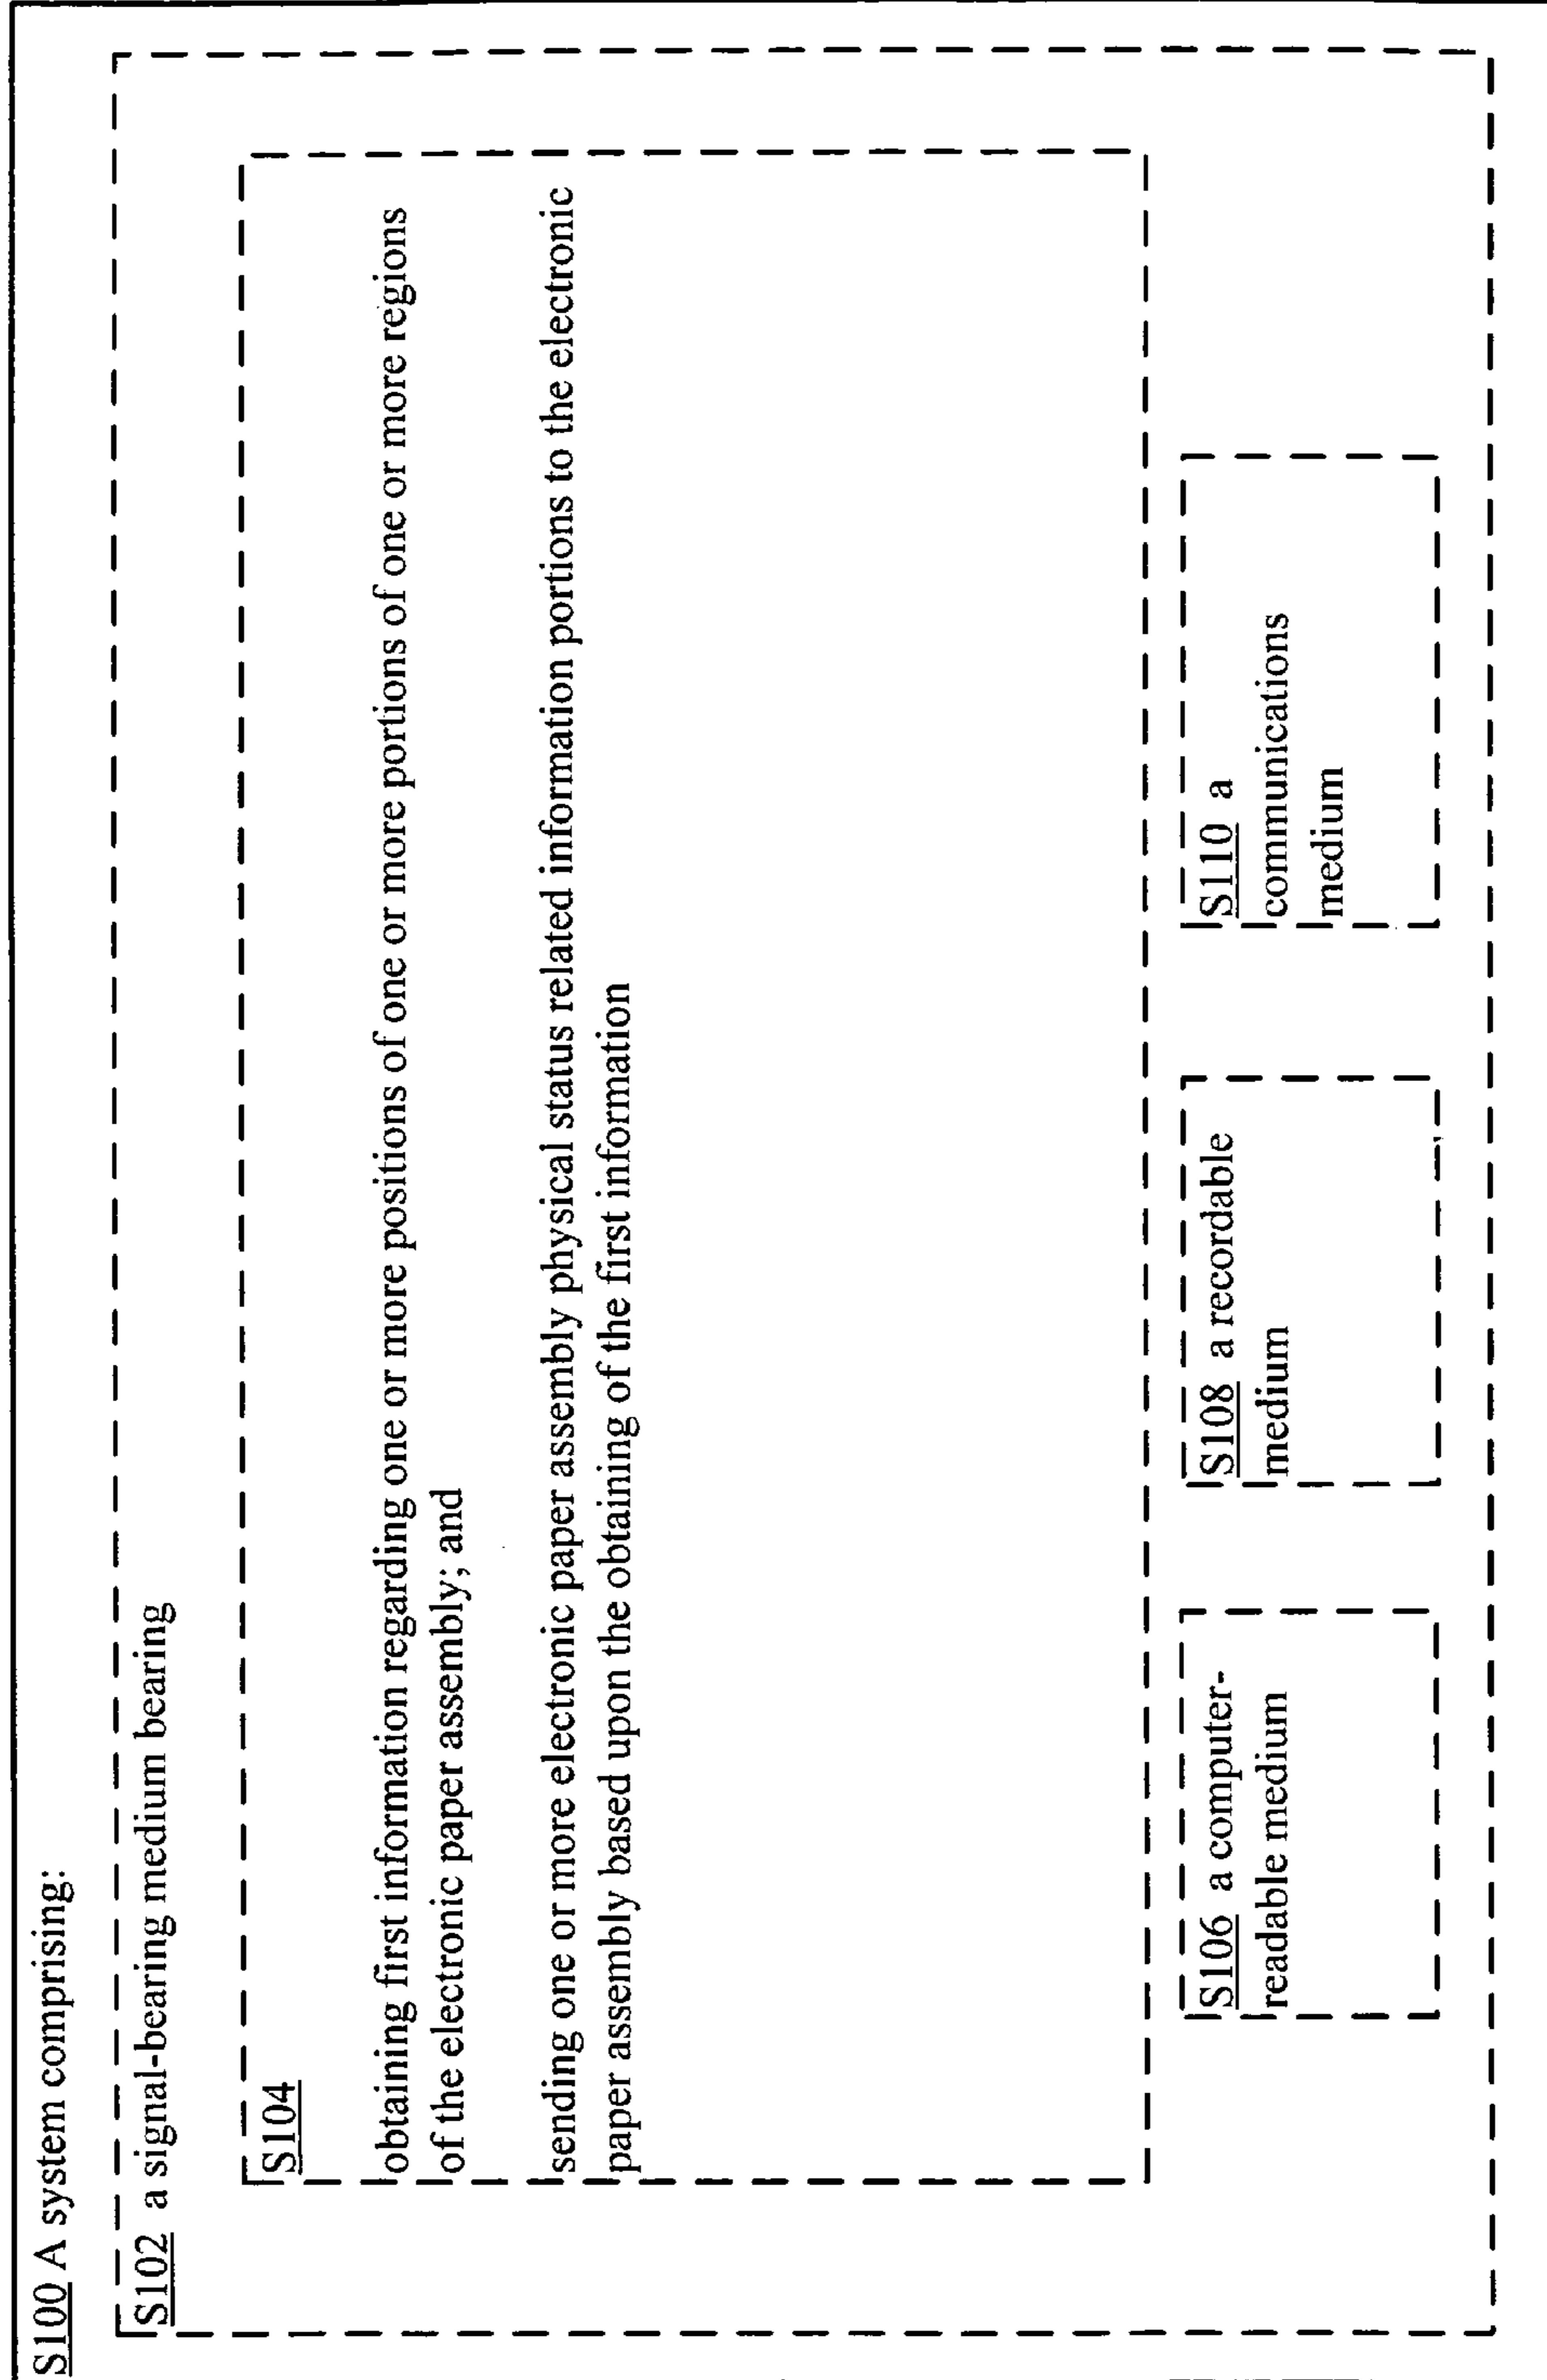 S100 A system comprising:
S102 a signal-bearing medium bearing
S104
obtaining first information regarding one or more positions of one or more portions of one or more regions
of the electronic paper assembly; and
sending one or more electronic paper assembly physical status related information portions to the electronic
paper assembly based upon the obtaining of the first information
S106 a computer-
readable medium
S108 a recordable
medium
S110 a
communications
medium